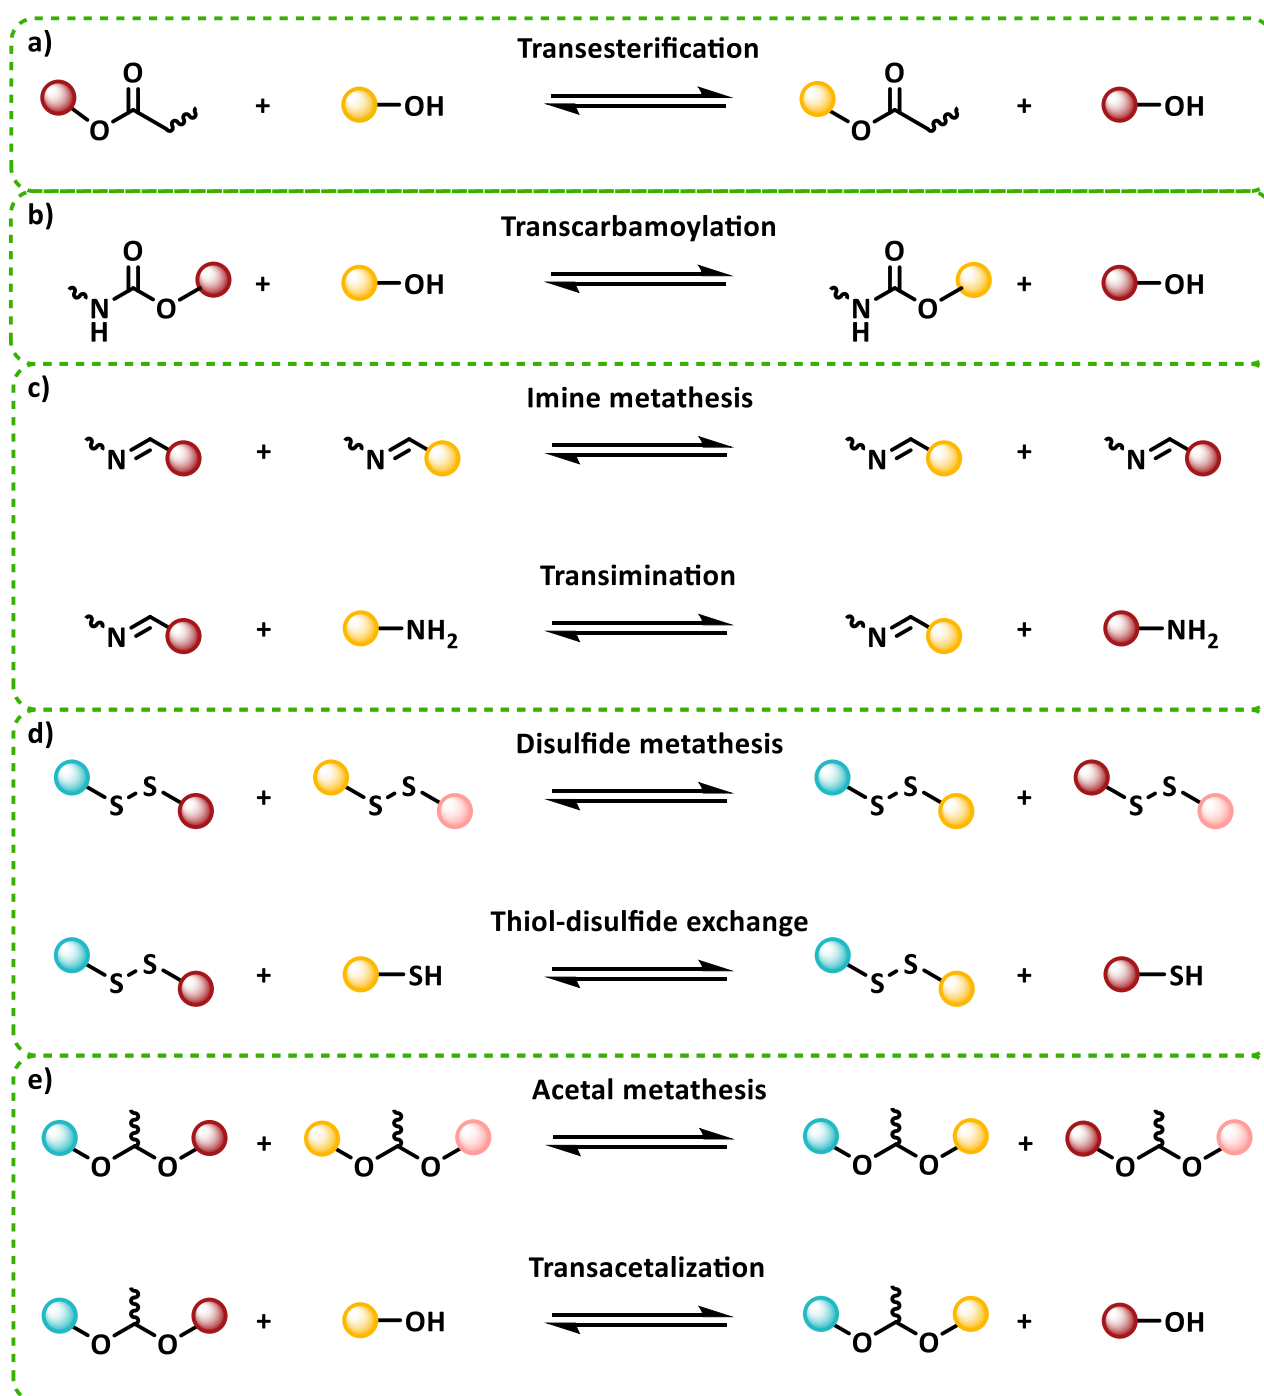 a)
Transesterification
O
O
+
OH
O
O
+
OH
b)
Transcarbamoylation
O
N
H
O
+
OH
O
N
H
O
+
OH
c)
Imine metathesis
N
+
N
N
+
N
Transimination
N
+
NH2
N
+
NH2
d)
Disulfide metathesis
S
S
+
S
S
S
S
+
S
S
Thiol-disulfide exchange
S
S
+
SH
S
S
+
SH
e)
Acetal metathesis
O
O
+
O
O
O
O
+
O
O
Transacetalization
O
O
+
OH
O
O
+
OH